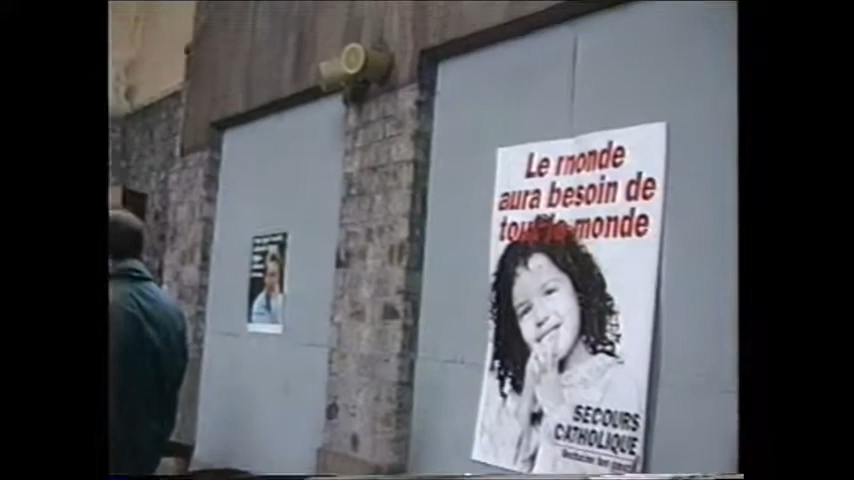 Le monde
aura besoin de
tout le monde
SECOURS
CATHOLIQUE